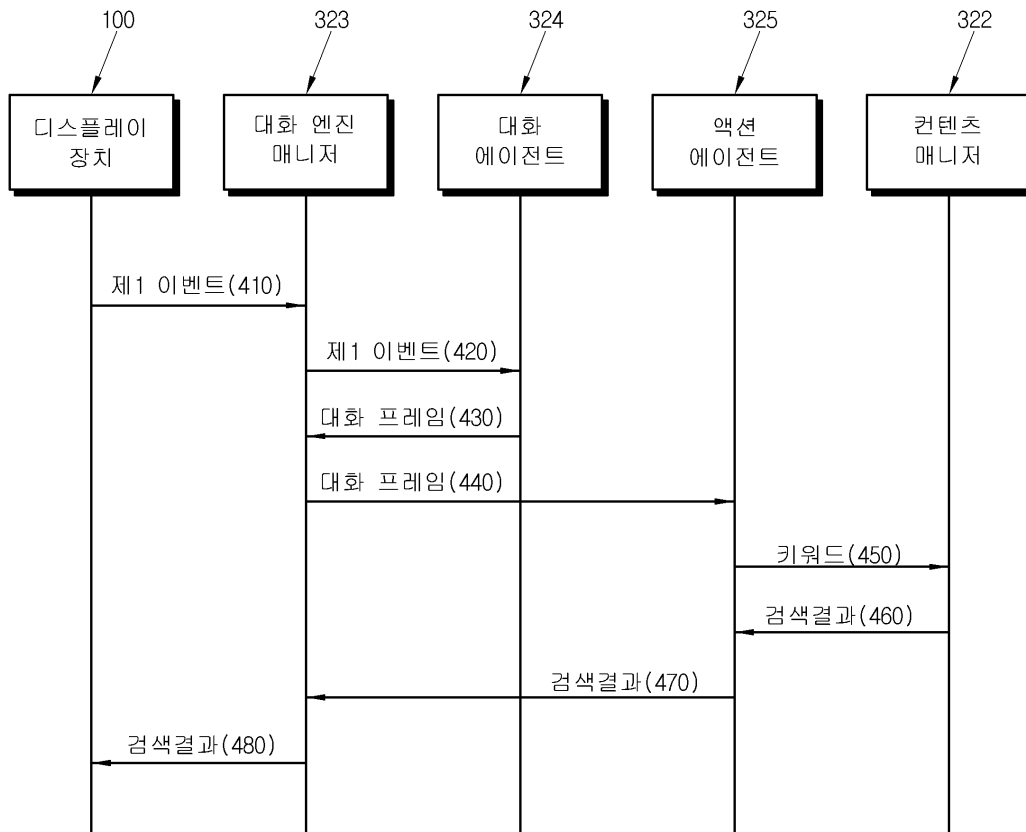 100
323
324
325
322
디스플레이
장치
대화 엔진
매니저
대화
에이전트
액션
에이전트
컨텐츠
매니저
제1 이벤트(410)
제1 이벤트(420)
대화 프레임(430)
대화 프레임(440)
키워드(450)
검색결과(460)
검색결과(470)
검색결과(480)